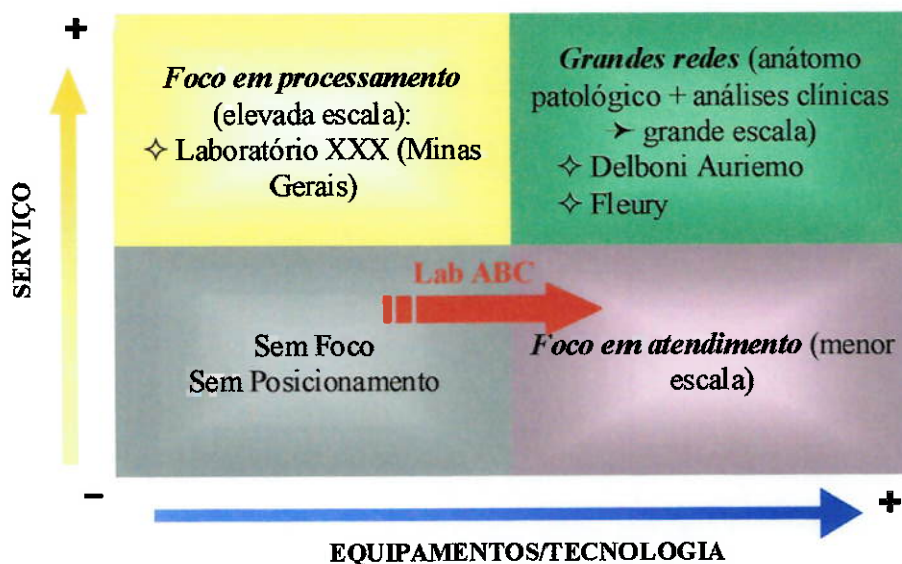 +
Foco em processamento
(elevada escala):
✧ Laboratório XXX (Minas
Gerais)
Grandes redes (anátomo
patológico + análises clínicas
➢ grande escala)
✧ Delboni Auriemo
✧ Fleury
SERVIÇO
Lab ABC
Sem Foco
Sem Posicionamento
Foco em atendimento (menor
escala)
–
+
EQUIPAMENTOS/TECNOLOGIA